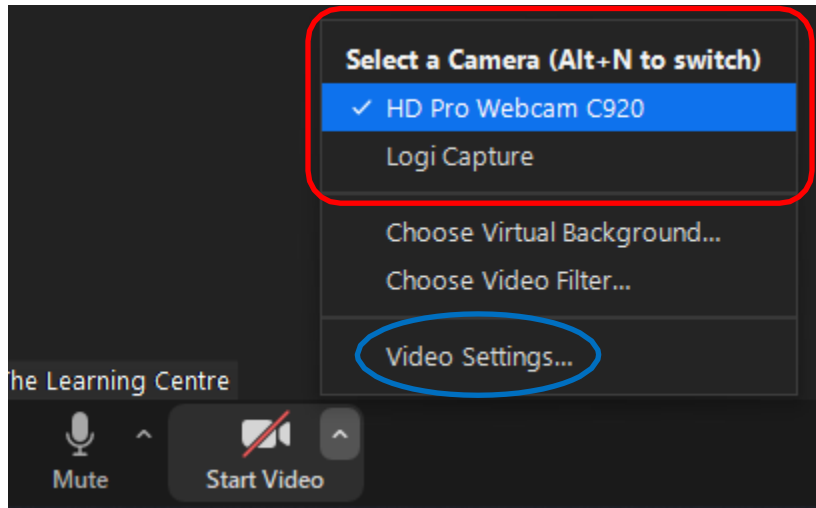 Select a Camera (Alt+N to switch)
HD Pro Webcam C920
Logi Capture
Choose Virtual Background...
Choose Video Filter...
Video Settings...
he Learning Centre
Mute
Start Video